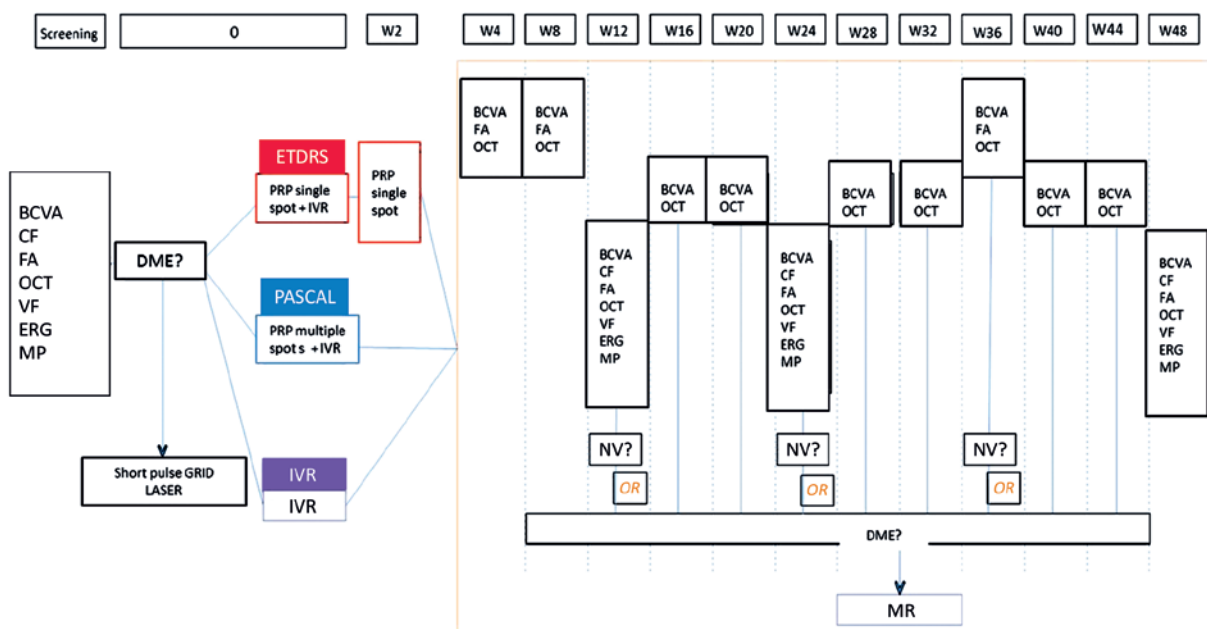 Screening
0
W2
W4
W8
W12
W16
W20
W24
W28
W32
W36
W40
W44
W48
BCVA
CF
FA
OCT
VF
ERG
MP
DME?
Short pulse GRID
LASER
ETDRS
PRP single
spot + IVR
PRP
single
spot
PASCAL
PRP multiple
spot s + IVR
IVR
IVR
BCVA
FA
OCT
BCVA
FA
OCT
BCVA
CF
FA
OCT
VF
ERG
MP
NV?
OR
BCVA
OCT
BCVA
OCT
BCVA
CF
FA
OCT
VF
ERG
MP
NV?
OR
BCVA
OCT
BCVA
OCT
BCVA
FA
OCT
NV?
OR
BCVA
OCT
BCVA
OCT
BCVA
CF
FA
OCT
VF
ERG
MP
DME?
MR